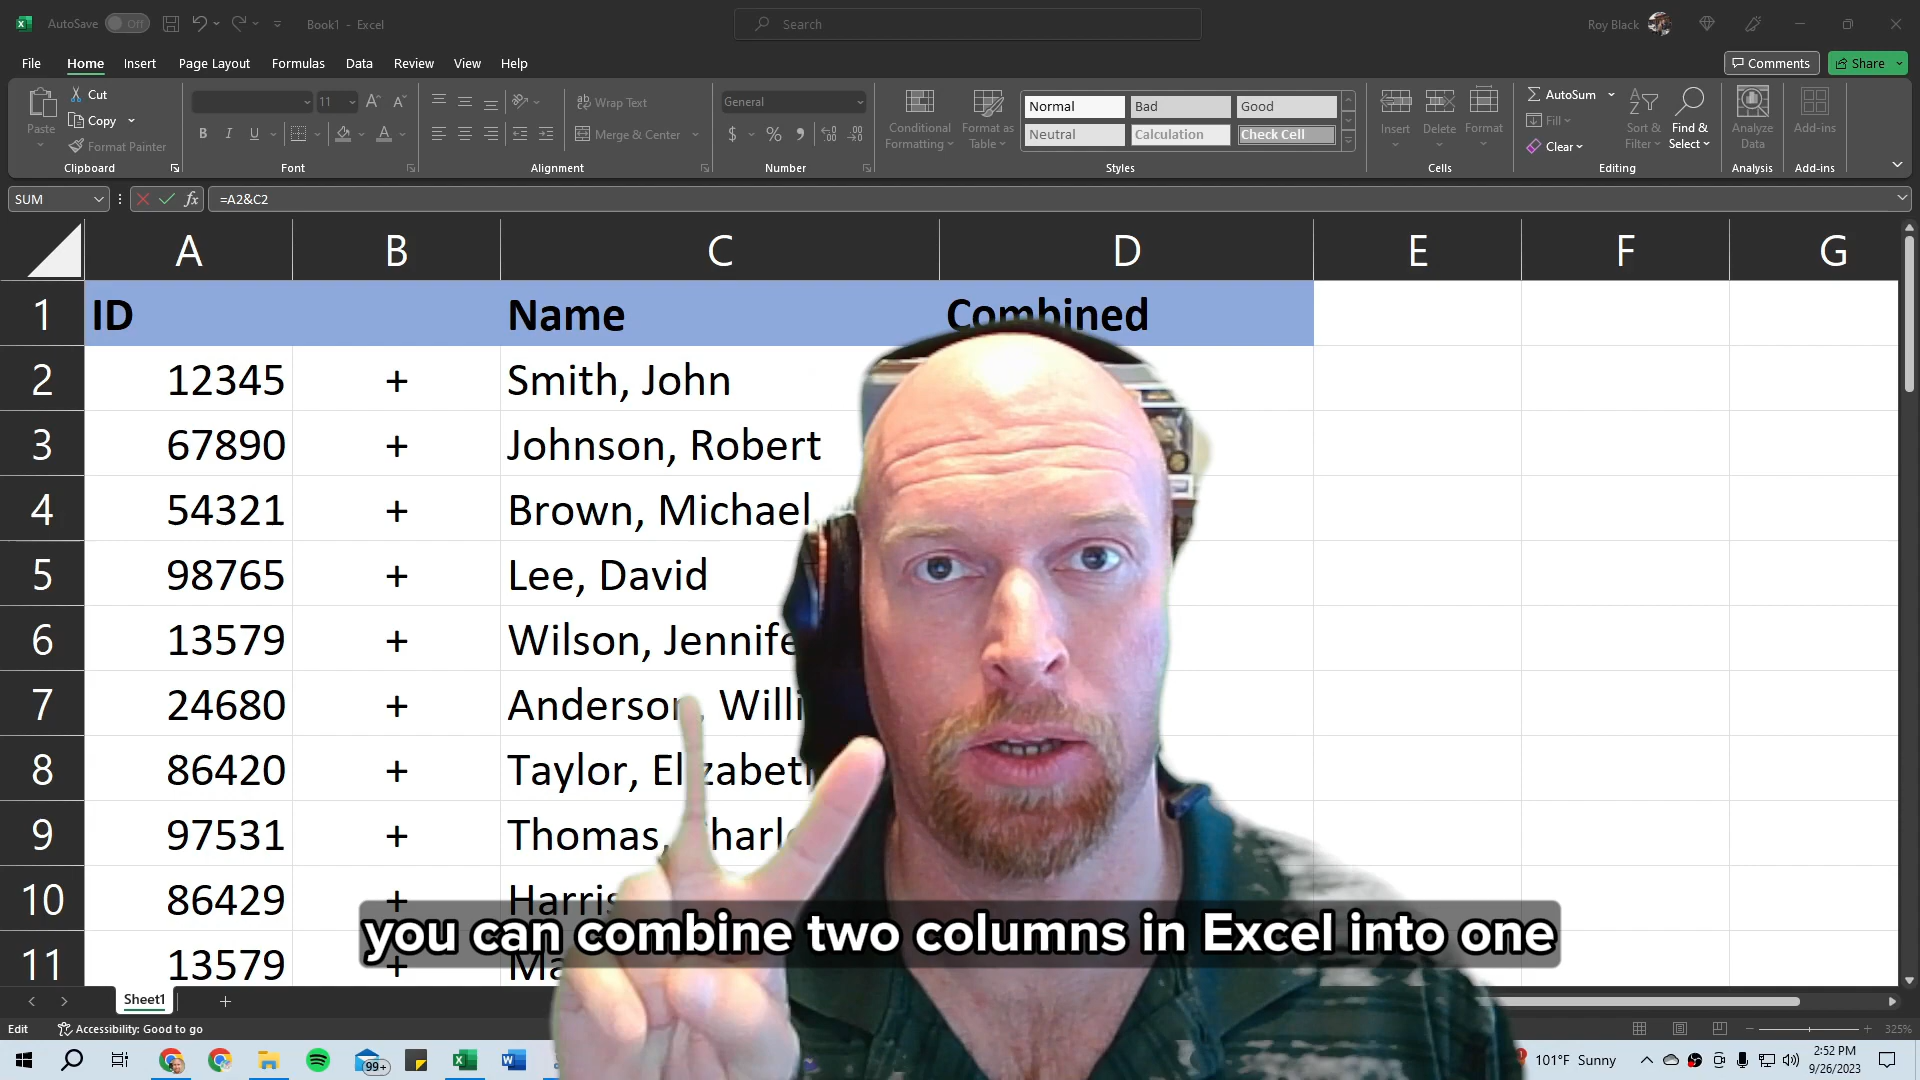 AutoSave Off Book1 - Excel Search Roy Black
File Home Insert Page Layout Formulas Data Review View Help Comments Share
Paste Cut Copy Format Painter Clipboard
11 B I U Font
Wrap Text Merge & Center Alignment
General $ % , Number
Conditional Formatting Format as Table
Normal Bad Good
Neutral Calculation Check Cell
Styles
Insert Delete Format Cells
AutoSum Fill Clear Sort & Filter Find & Select Editing
Analyze Data Analysis Add-ins Add-ins
SUM fx =A2&C2
A B C D E F G
1 ID Name Combined
2 12345 + Smith, John
3 67890 + Johnson, Robert
4 54321 + Brown, Michael
5 98765 + Lee, David
6 13579 + Wilson,
7 24680 +
8 86420 + Taylor,
9 97531 + Thomas,
10 86429 +
you can combine two columns in Excel into one
11 13579 +
Sheet1
Edit Accessibility: Good to go 325%
99+ 101°F Sunny 2:52 PM
9/26/2023